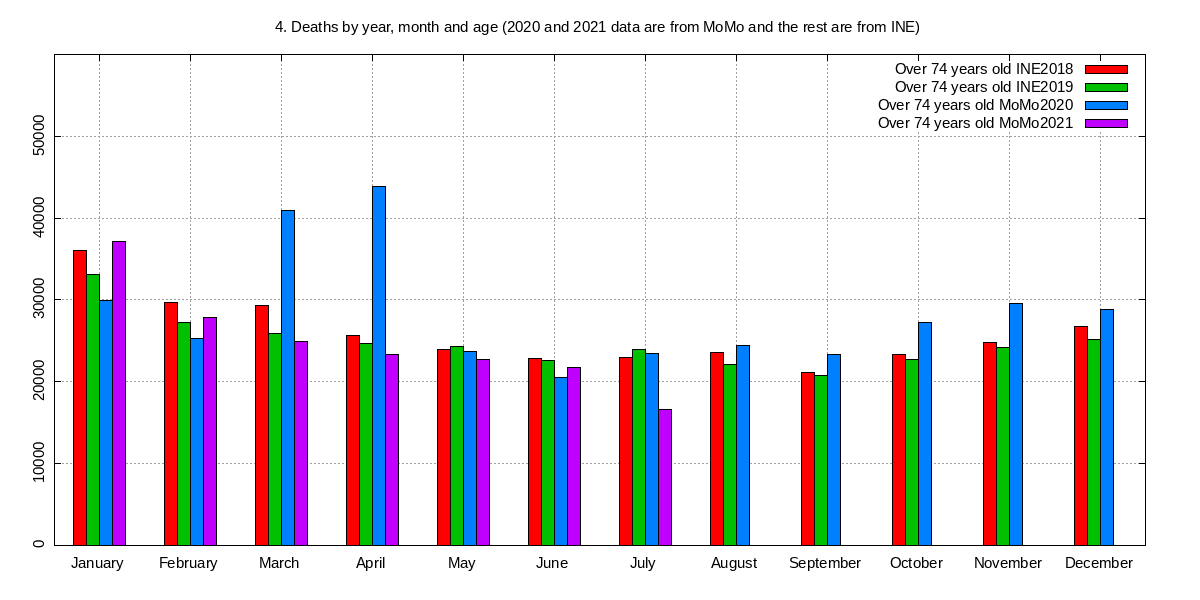 4. Deaths by year, month and age (2020 and 2021 data are from MoMo and the rest are from INE)
Over 74 years old INE2018
Over 74 years old INE2019
Over 74 years old MoMo2020
Over 74 years old MoMo2021
50000
40000
30000
20000
10000
0
January February March April May June July August September October November December